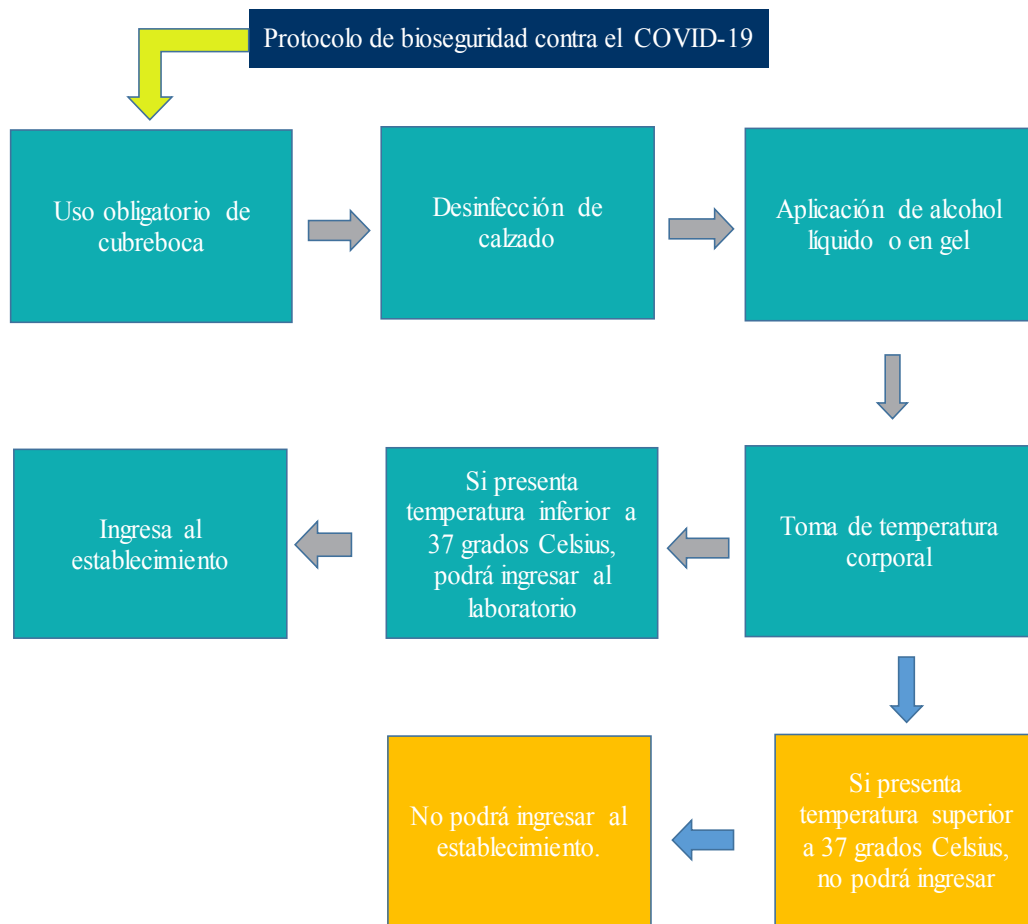 Protocolo de bioseguridad contra el COVID-19
Uso obligatorio de
cubreboca
Desinfección de
calzado
Aplicación de alcohol
líquido o en gel
Toma de temperatura
corporal
Si presenta
temperatura inferior a
37 grados Celsius,
podrá ingresar al
laboratorio
Ingresa al
establecimiento
Si presenta
temperatura superior
a 37 grados Celsius,
no podrá ingresar
No podrá ingresar al
establecimiento.